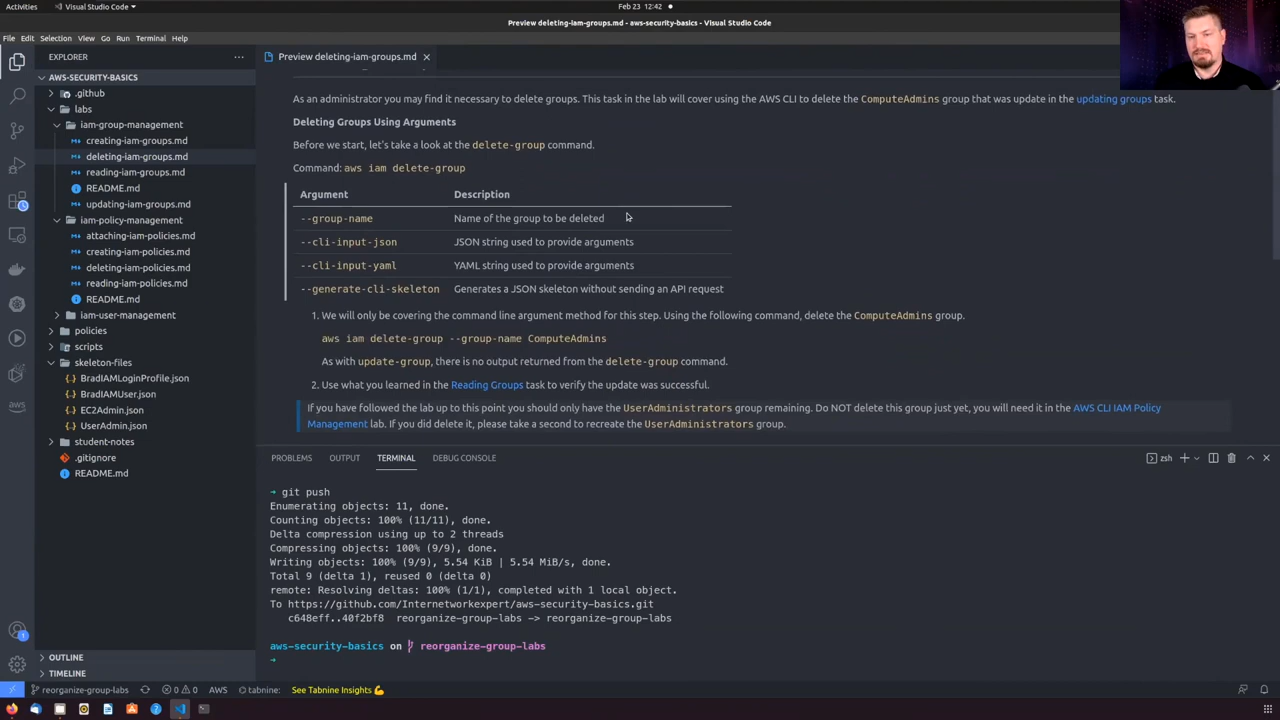 Activities
Visual Studio Code
Feb 23 12:42
Preview deleting-iam-groups.md - aws-security-basics - Visual Studio Code
File Edit Selection View Go Run Terminal Help
EXPLORER
AWS-SECURITY-BASICS
.github
labs
iam-group-management
creating-iam-groups.md
deleting-iam-groups.md
reading-iam-groups.md
README.md
updating-iam-groups.md
iam-policy-management
attaching-iam-policies.md
creating-iam-policies.md
deleting-iam-policies.md
reading-iam-policies.md
README.md
iam-user-management
policies
scripts
skeleton-files
BradIAMLoginProfile.json
BradIAMUser.json
EC2Admin.json
UserAdmin.json
student-notes
.gitignore
README.md
OUTLINE
TIMELINE
Preview deleting-iam-groups.md
As an administrator you may find it necessary to delete groups. This task in the lab will cover using the AWS CLI to delete the ComputeAdmins group that was update in the updating groups task.
Deleting Groups Using Arguments
Before we start, let's take a look at the delete-group command.
Command: aws iam delete-group
Argument Description
--group-name Name of the group to be deleted
--cli-input-json JSON string used to provide arguments
--cli-input-yaml YAML string used to provide arguments
--generate-cli-skeleton Generates a JSON skeleton without sending an API request
1. We will only be covering the command line argument method for this step. Using the following command, delete the ComputeAdmins group.
aws iam delete-group --group-name ComputeAdmins
As with update-group, there is no output returned from the delete-group command.
2. Use what you learned in the Reading Groups task to verify the update was successful.
If you have followed the lab up to this point you should only have the UserAdministrators group remaining. Do NOT delete this group just yet, you will need it in the AWS CLI IAM Policy
Management lab. If you did delete it, please take a second to recreate the UserAdministrators group.
PROBLEMS OUTPUT TERMINAL DEBUG CONSOLE
zsh
→ git push
Enumerating objects: 11, done.
Counting objects: 100% (11/11), done.
Delta compression using up to 2 threads
Compressing objects: 100% (9/9), done.
Writing objects: 100% (9/9), 5.54 KiB | 5.54 MiB/s, done.
Total 9 (delta 1), reused 0 (delta 0)
remote: Resolving deltas: 100% (1/1), completed with 1 local object.
To https://github.com/Internetworkexpert/aws-security-basics.git
c648eff..40f2bf8 reorganize-group-labs -> reorganize-group-labs
aws-security-basics on reorganize-group-labs
→
reorganize-group-labs 0 0 AWS tabnine: See Tabnine Insights